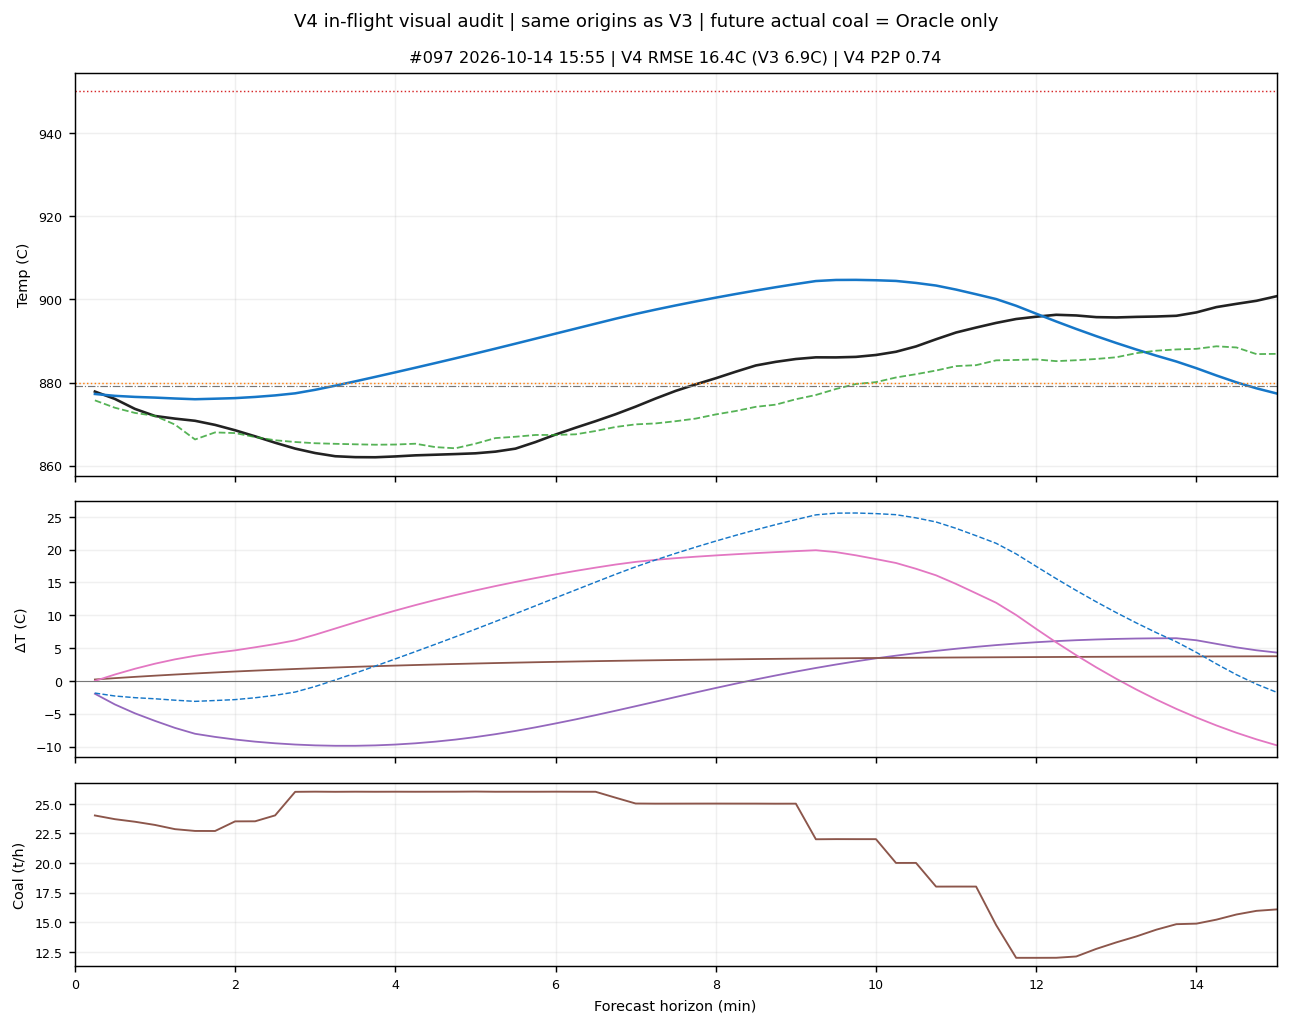 V4 in-flight visual audit | same origins as V3 | future actual coal = Oracle only
#097 2026-10-14 15:55 | V4 RMSE 16.4C (V3 6.9C) | V4 P2P 0.74
Temp (C)
940
920
900
880
860
ΔT (C)
25
20
15
10
5
0
−5
−10
Coal (t/h)
25.0
22.5
20.0
17.5
15.0
12.5
0 2 4 6 8 10 12 14
Forecast horizon (min)